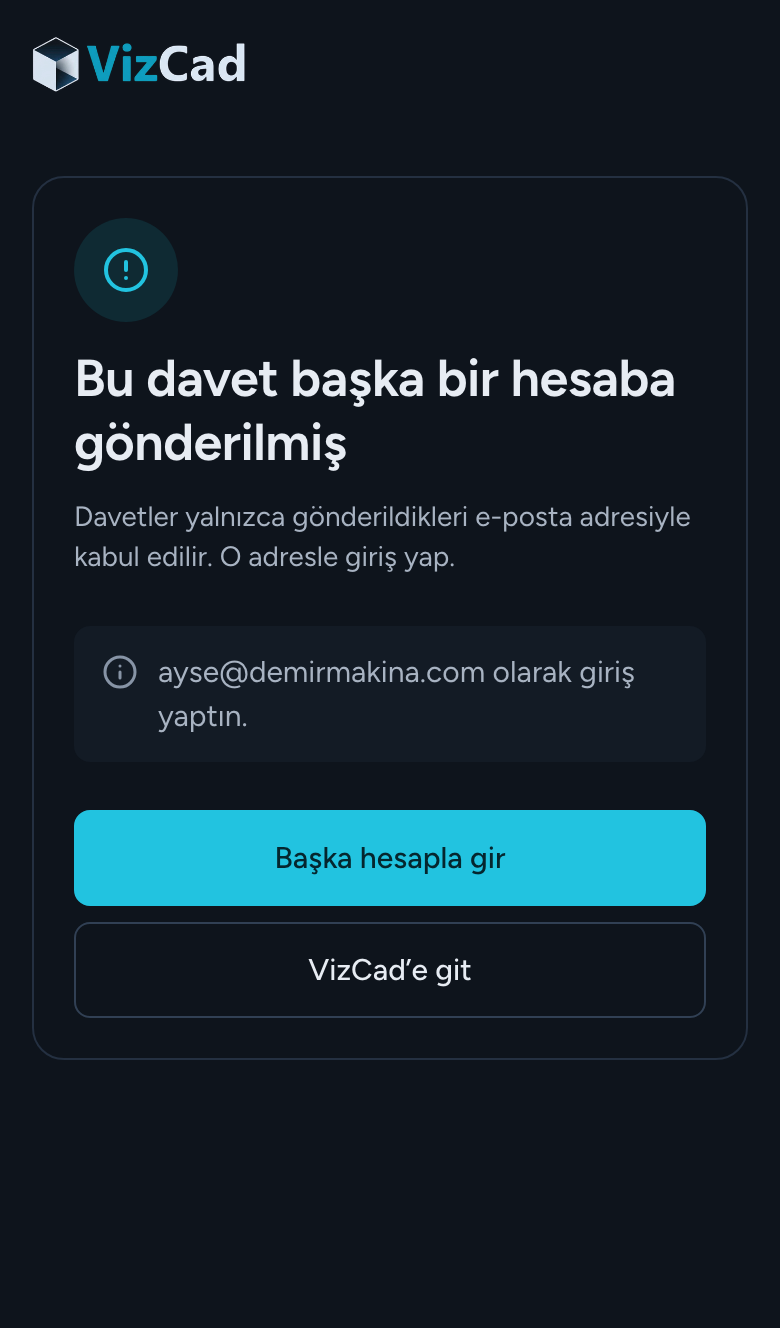 VizCad
Bu davet başka bir hesaba
gönderilmiş
Davetler yalnızca gönderildikleri e-posta adresiyle
kabul edilir. O adresle giriş yap.
ayse@demirmakina.com olarak giriş
yaptın.
Başka hesapla gir
VizCad’e git